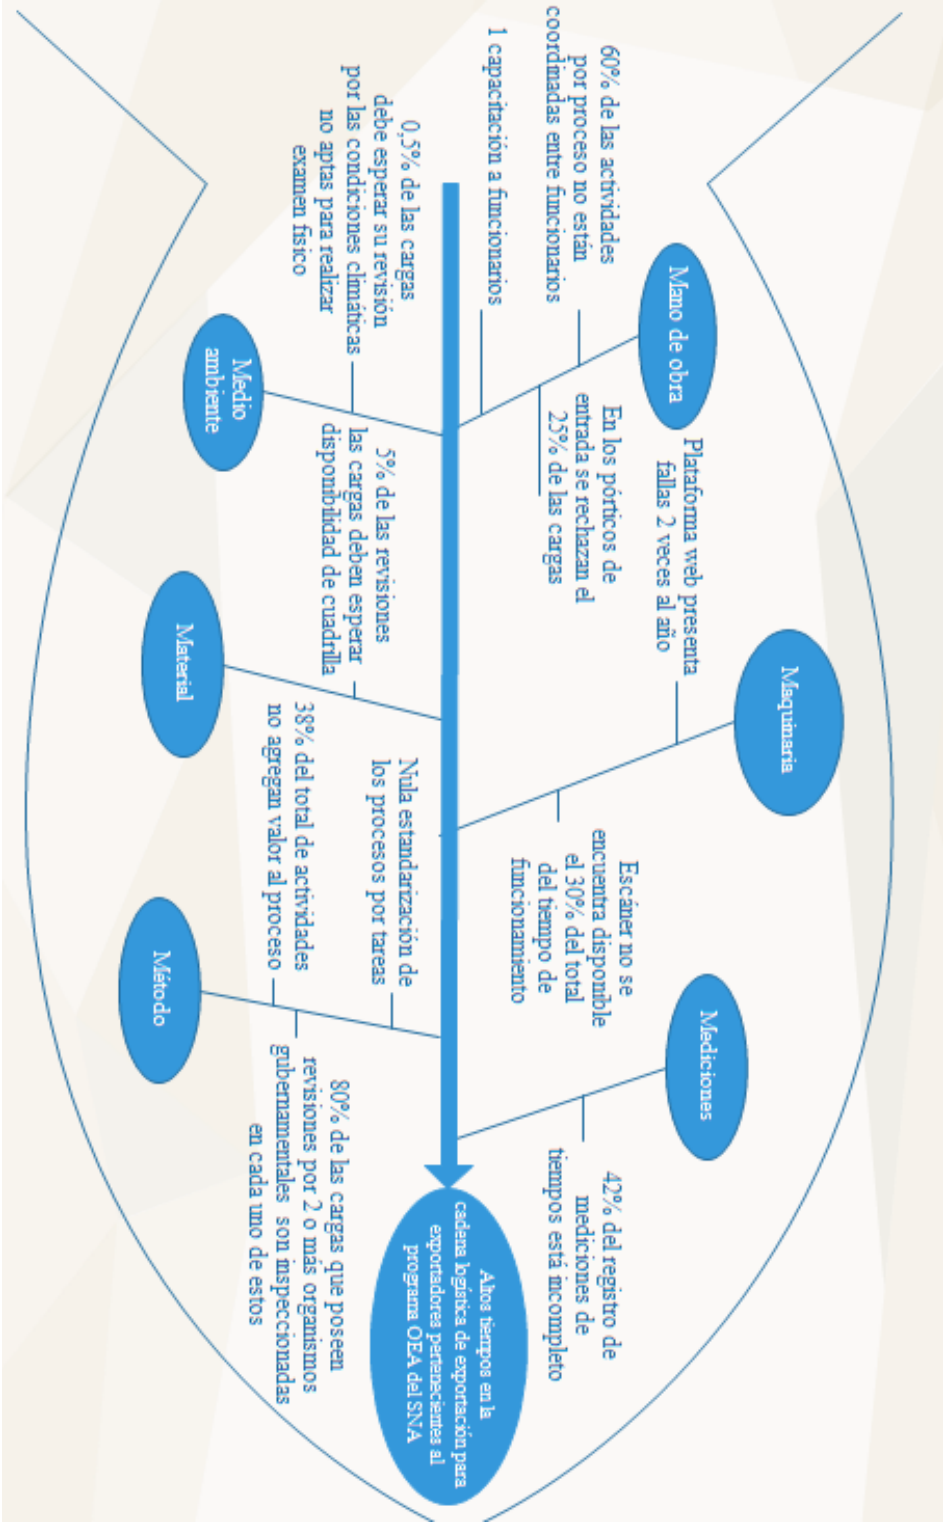 60% de las actividades
por proceso no están
coordinadas entre funcionarios
1 capacitación a funcionarios
Mano de obra
En los pórticos de
entrada se rechazan el
25% de las cargas
Plataforma web presenta
fallas 2 veces al año
Maquinaria
Escáner no se
encuentra disponible
el 30% del total
del tiempo de
funcionamiento
Mediciones
42% del registro de
mediciones de
tiempos está incompleto
Altos tiempos en la
cadena logística de exportación para
exportadores pertenecientes al
programa OEA del SNA
0,5% de las cargas
debe esperar su revisión
por las condiciones climáticas
no aptas para realizar
examen fisico
Medio
ambiente
5% de las revisiones
las cargas deben esperar
disponibilidad de cuadrilla
Material
Nula estandarización de
los procesos por tareas
38% del total de actividades
no agregan valor al proceso
Método
80% de las cargas que poseen
revisiones por 2 o más organismos
gubernamentales son inspeccionadas
en cada uno de estos